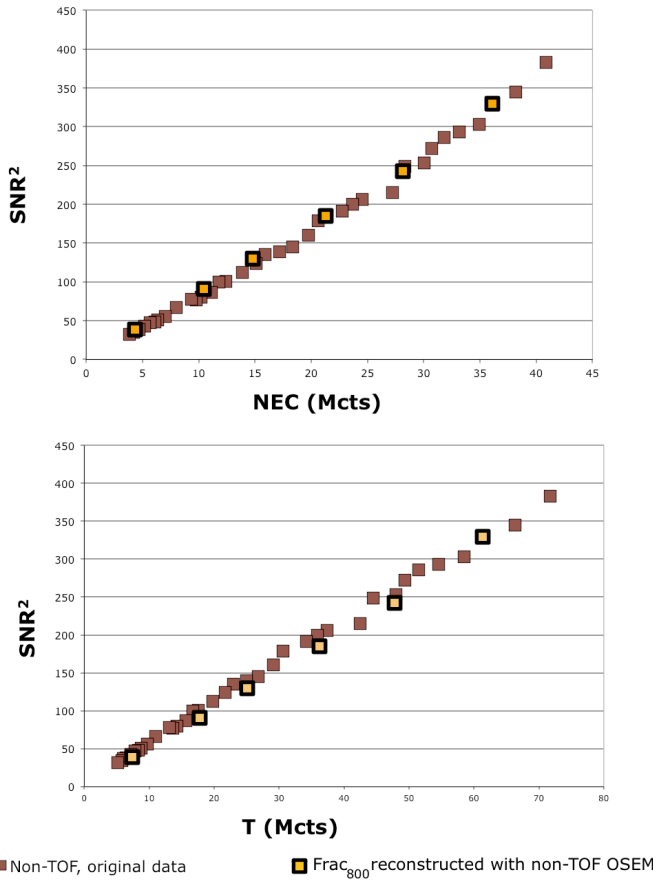 450
400
350
300
250
200
150
100
50
0
SNR²
0 5 10 15 20 25 30 35 40 45
NEC (Mcts)
450
400
350
300
250
200
150
100
50
0
SNR²
0 10 20 30 40 50 60 70 80
T (Mcts)
Non-TOF, original data Frac₈₀₀ reconstructed with non-TOF OSEM